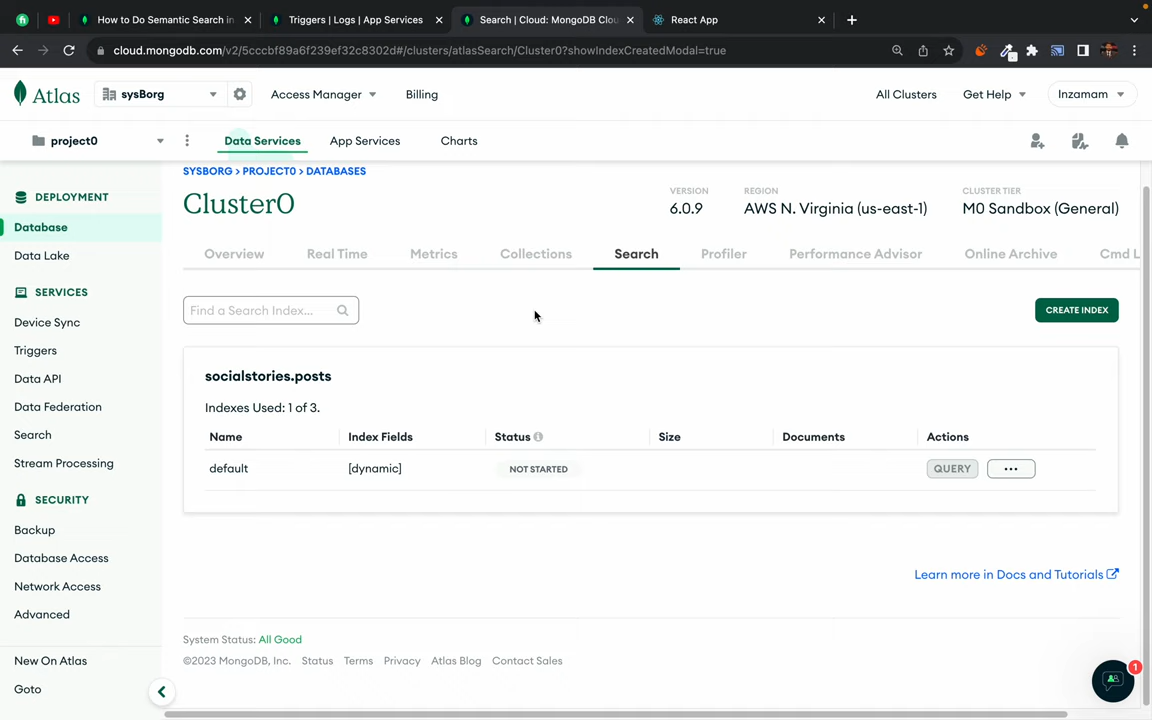 How to Do Semantic Search in
Triggers | Logs | App Services
Search | Cloud: MongoDB Clou
React App
cloud.mongodb.com/v2/5cccbf89a6f239ef32c8302d#/clusters/atlasSearch/Cluster0?showIndexCreatedModal=true
Atlas
sysBorg
Access Manager
Billing
All Clusters
Get Help
Inzamam
project0
Data Services
App Services
Charts
SYSBORG > PROJECT0 > DATABASES
Cluster0
VERSION
6.0.9
REGION
AWS N. Virginia (us-east-1)
CLUSTER TIER
M0 Sandbox (General)
DEPLOYMENT
Database
Data Lake
SERVICES
Device Sync
Triggers
Data API
Data Federation
Search
Stream Processing
SECURITY
Backup
Database Access
Network Access
Advanced
New On Atlas
Goto
Overview
Real Time
Metrics
Collections
Search
Profiler
Performance Advisor
Online Archive
Cmd L
Find a Search Index...
CREATE INDEX
socialstories.posts
Indexes Used: 1 of 3.
Name
Index Fields
Status
Size
Documents
Actions
default
[dynamic]
NOT STARTED
QUERY
...
Learn more in Docs and Tutorials
System Status: All Good
©2023 MongoDB, Inc.
Status
Terms
Privacy
Atlas Blog
Contact Sales
1